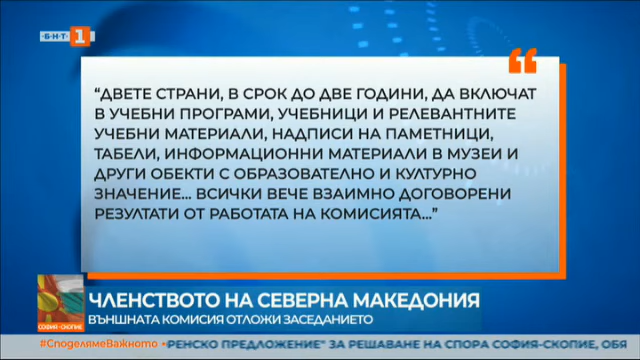 БНТ 1
“ДВЕТЕ СТРАНИ, В СРОК ДО ДВЕ ГОДИНИ, ДА ВКЛЮЧАТ
В УЧЕБНИ ПРОГРАМИ, УЧЕБНИЦИ И РЕЛЕВАНТНИТЕ
УЧЕБНИ МАТЕРИАЛИ, НАДПИСИ НА ПАМЕТНИЦИ,
ТАБЕЛИ, ИНФОРМАЦИОННИ МАТЕРИАЛИ В МУЗЕИ И
ДРУГИ ОБЕКТИ С ОБРАЗОВАТЕЛНО И КУЛТУРНО
ЗНАЧЕНИЕ... ВСИЧКИ ВЕЧЕ ВЗАИМНО ДОГОВОРЕНИ
РЕЗУЛТАТИ ОТ РАБОТАТА НА КОМИСИЯТА...”
ЧЛЕНСТВОТО НА СЕВЕРНА МАКЕДОНИЯ
ВЪНШНАТА КОМИСИЯ ОТЛОЖИ ЗАСЕДАНИЕТО
СОФИЯ-СКОПИЕ
#СподелямеВажното • РЕНСКО ПРЕДЛОЖЕНИЕ" ЗА РЕШАВАНЕ НА СПОРА СОФИЯ-СКОПИЕ, ОБЯ